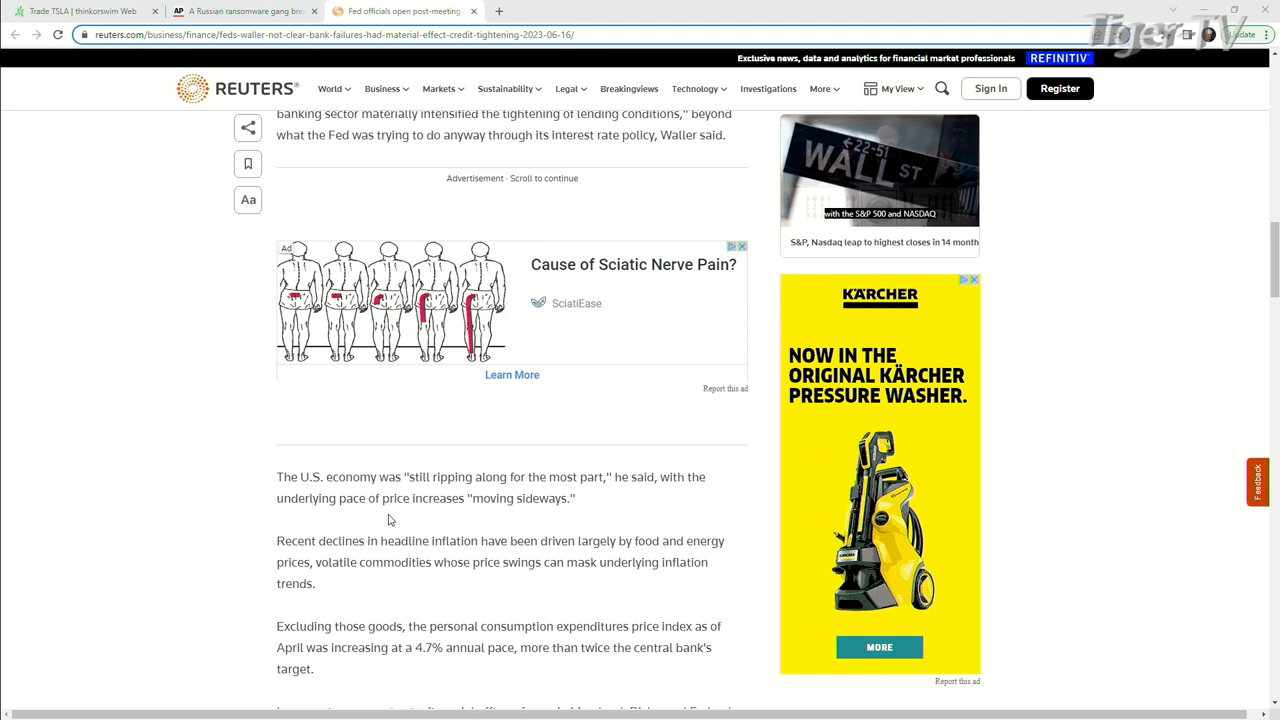 Trade TSLA | thinkorswim Web
A Russian ransomware gang bre
Fed officials open post-meeting
Tiger TV
reuters.com/business/finance/feds-waller-not-clear-bank-failures-had-material-effect-credit-tightening-2023-06-16/
Update
Exclusive news, data and analytics for financial market professionals REFINITIV
REUTERS World Business Markets Sustainability Legal Breakingviews Technology Investigations More My View Sign In Register
banking sector materially intensified the tightening of lending conditions," beyond
what the Fed was trying to do anyway through its interest rate policy, Waller said.
Aa
Advertisement · Scroll to continue
Ad
Cause of Sciatic Nerve Pain?
SciatiEase
Learn More
Report this ad
The U.S. economy was "still ripping along for the most part," he said, with the
underlying pace of price increases "moving sideways."
Recent declines in headline inflation have been driven largely by food and energy
prices, volatile commodities whose price swings can mask underlying inflation
trends.
Excluding those goods, the personal consumption expenditures price index as of
April was increasing at a 4.7% annual pace, more than twice the central bank's
target.
22-51
WALL ST
with the S&P 500 and NASDAQ
S&P, Nasdaq leap to highest closes in 14 month
KÄRCHER
NOW IN THE
ORIGINAL KÄRCHER
PRESSURE WASHER.
KÄRCHER
MORE
Report this ad
Feedback